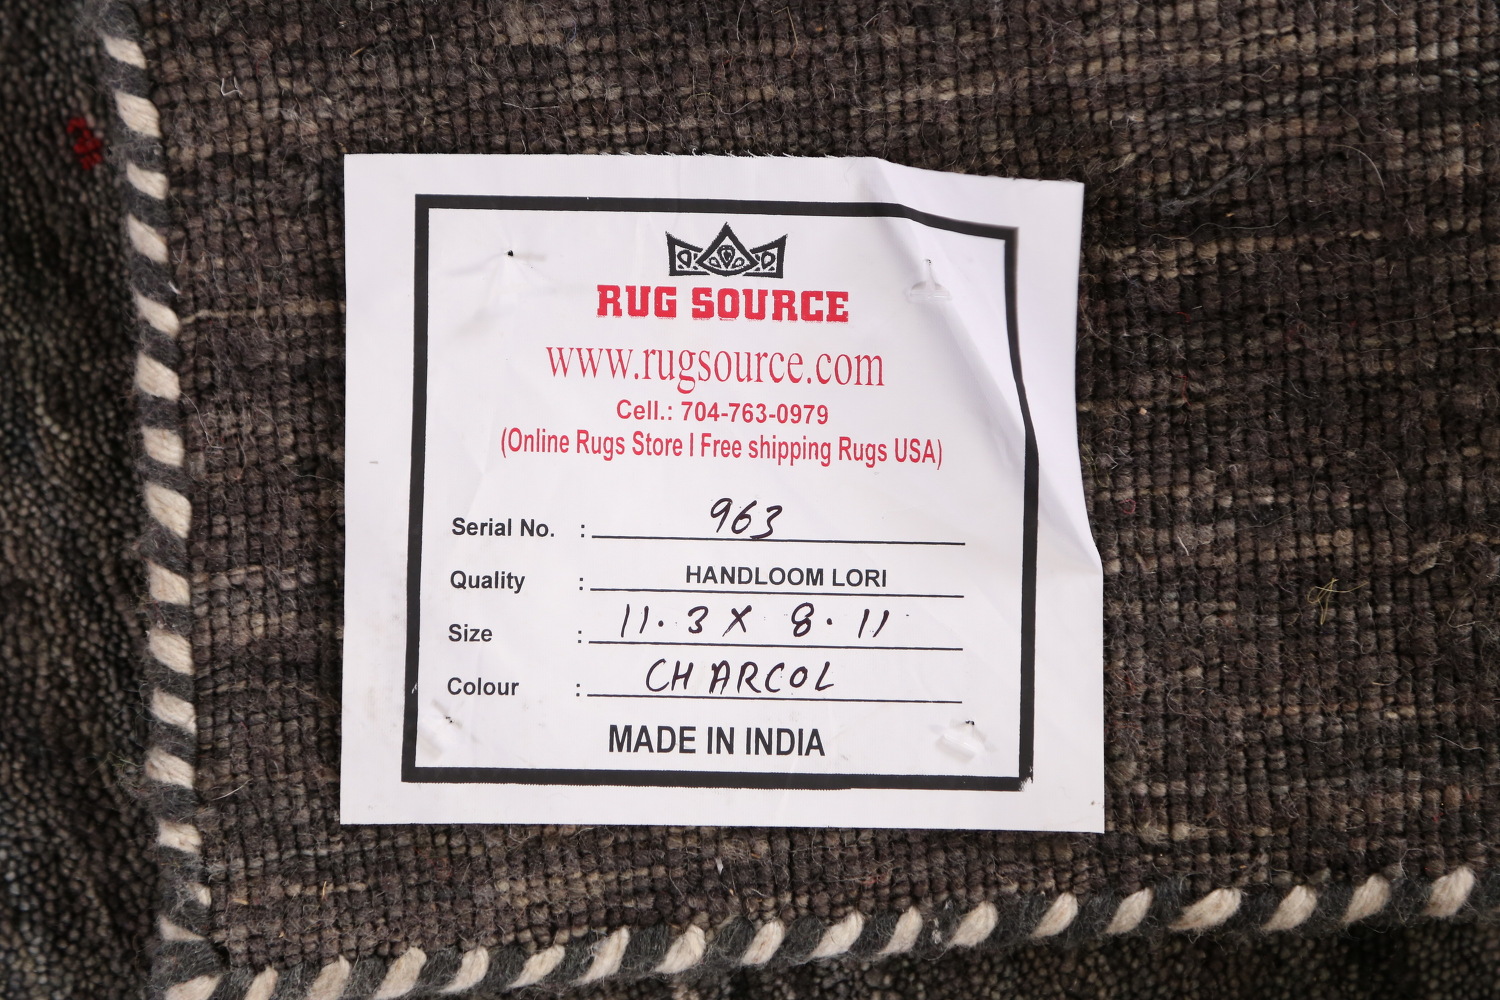 RUG SOURCE
www.rugsource.com
Cell.: 704-763-0979
(Online Rugs Store I Free shipping Rugs USA)
Serial No. : 963
Quality : HANDLOOM LORI
Size : 11.3 X 8.11
Colour : CHARCOL
MADE IN INDIA